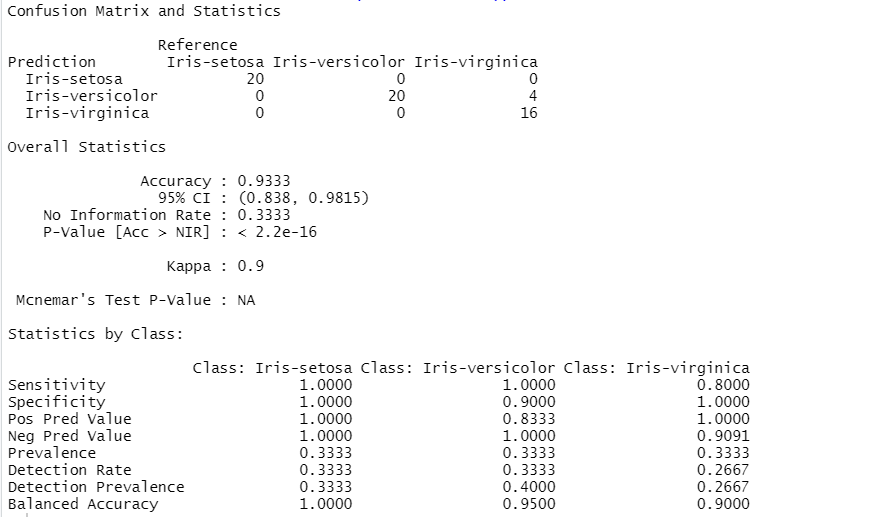 Confusion Matrix and Statistics
Reference
Prediction Iris-setosa Iris-versicolor Iris-virginica
Iris-setosa 20 0 0
Iris-versicolor 0 20 4
Iris-virginica 0 0 16
Overall Statistics
Accuracy : 0.9333
95% CI : (0.838, 0.9815)
No Information Rate : 0.3333
P-Value [Acc > NIR] : < 2.2e-16
Kappa : 0.9
Mcnemar's Test P-Value : NA
Statistics by Class:
Class: Iris-setosa Class: Iris-versicolor Class: Iris-virginica
Sensitivity 1.0000 1.0000 0.8000
Specificity 1.0000 0.9000 1.0000
Pos Pred Value 1.0000 0.8333 1.0000
Neg Pred Value 1.0000 1.0000 0.9091
Prevalence 0.3333 0.3333 0.3333
Detection Rate 0.3333 0.3333 0.2667
Detection Prevalence 0.3333 0.4000 0.2667
Balanced Accuracy 1.0000 0.9500 0.9000